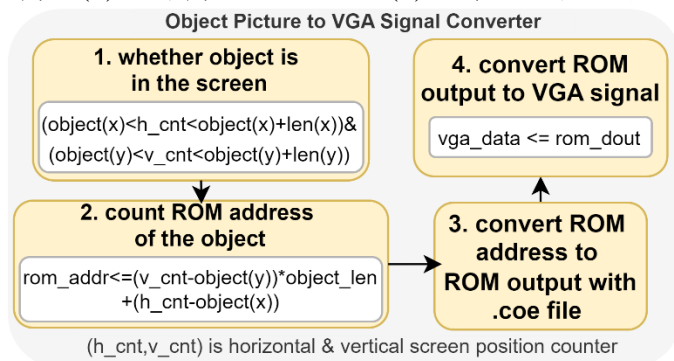 Object Picture to VGA Signal Converter
1. whether object is
in the screen
(object(x)<h_cnt<object(x)+len(x))&
(object(y)<v_cnt<object(y)+len(y))
2. count ROM address
of the object
rom_addr<=(v_cnt-object(y))*object_len
+(h_cnt-object(x))
3. convert ROM
address to
ROM output with
.coe file
4. convert ROM
output to VGA signal
vga_data <= rom_dout
(h_cnt,v_cnt) is horizontal & vertical screen position counter